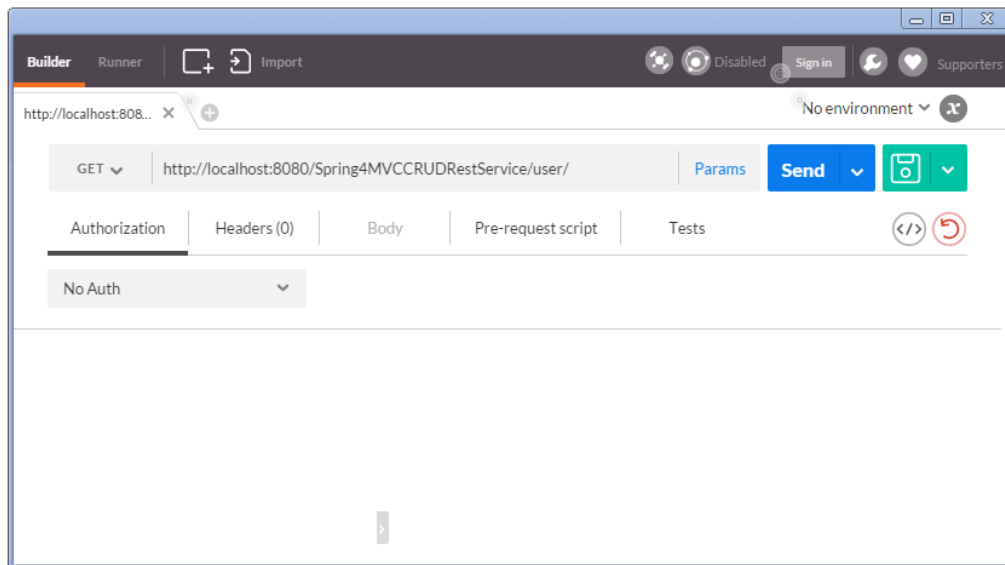 Builder Runner Import Disabled Sign in Supporters
http://localhost:808... No environment
GET http://localhost:8080/Spring4MVCCRUDRestService/user/ Params Send
Authorization Headers (0) Body Pre-request script Tests
No Auth